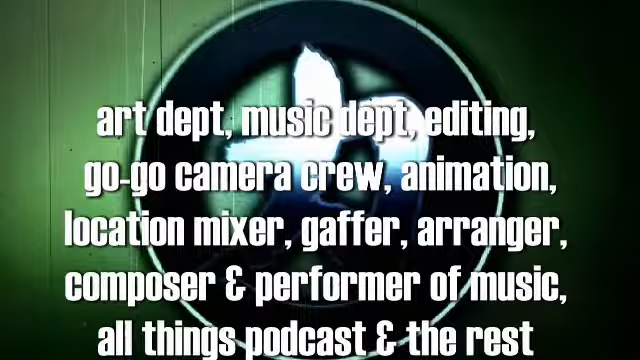 art dept, music dept, editing,
go-go camera crew, animation,
location mixer, gaffer, arranger,
composer & performer of music,
all things podcast & the rest